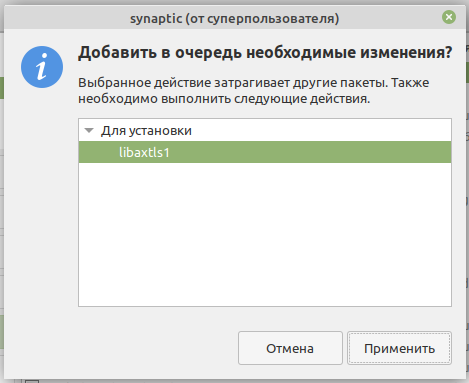 synaptic (от суперпользователя)
Добавить в очередь необходимые изменения?
Выбранное действие затрагивает другие пакеты. Также
необходимо выполнить следующие действия.
Для установки
libaxtls1
Отмена
Применить